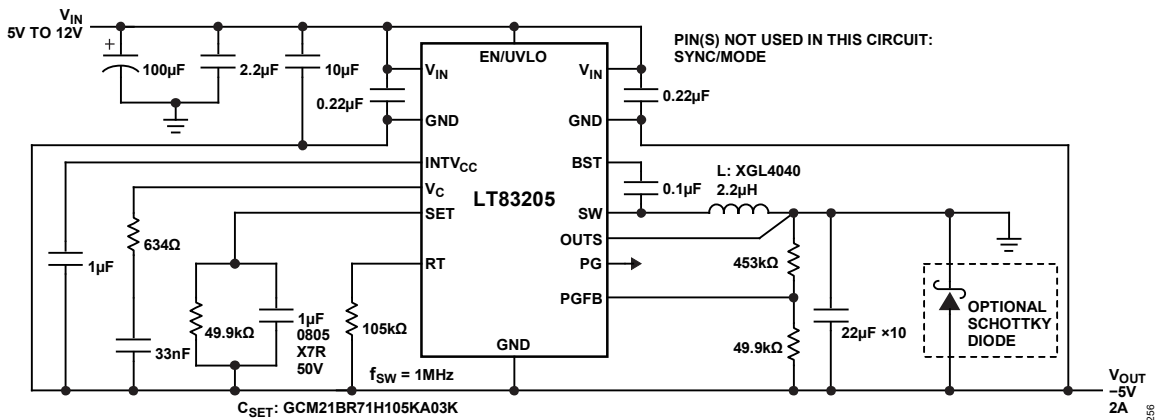 VIN
5V TO 12V
+
100µF
2.2µF
10µF
0.22µF
EN/UVLO
VIN
VIN
GND
GND
0.22µF
PIN(S) NOT USED IN THIS CIRCUIT:
SYNC/MODE
INTVCC
VC
SET
RT
LT83205
BST
SW
OUTS
PG
PGFB
GND
0.1µF
L: XGL4040
2.2µH
1µF
634Ω
33nF
49.9kΩ
1µF
0805
X7R
50V
105kΩ
fSW = 1MHz
453kΩ
49.9kΩ
22µF ×10
OPTIONAL
SCHOTTKY
DIODE
VOUT
–5V
2A
CSET: GCM21BR71H105KA03K
256